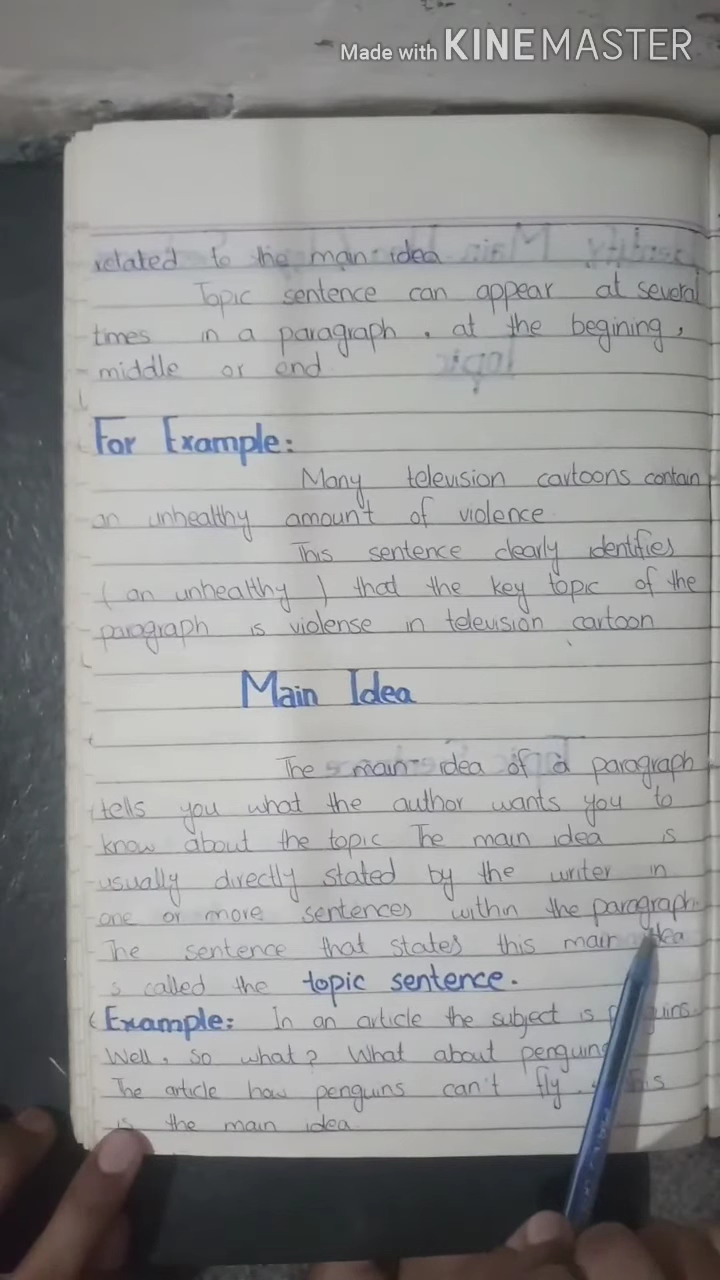 Made with KINEMASTER
related to the main idea
Topic sentence can appear at several
times in a paragraph, at the begining,
middle or end
For Example:
Many television cartoons contain
an unhealthy amount of violence
This sentence clearly identifies
(an unhealthy) that the key topic of the
paragraph is violense in television cartoon
Main Idea
The main idea of a paragraph
tells you what the author wants you to
know about the topic The main idea is
usually directly stated by the writer in
one or more sentences within the paragraph.
The sentence that states this main idea
is called the topic sentence.
Example: In an article the subject is
Well, so what? What about penguins
The article how penguins can't fly. This
is the main idea